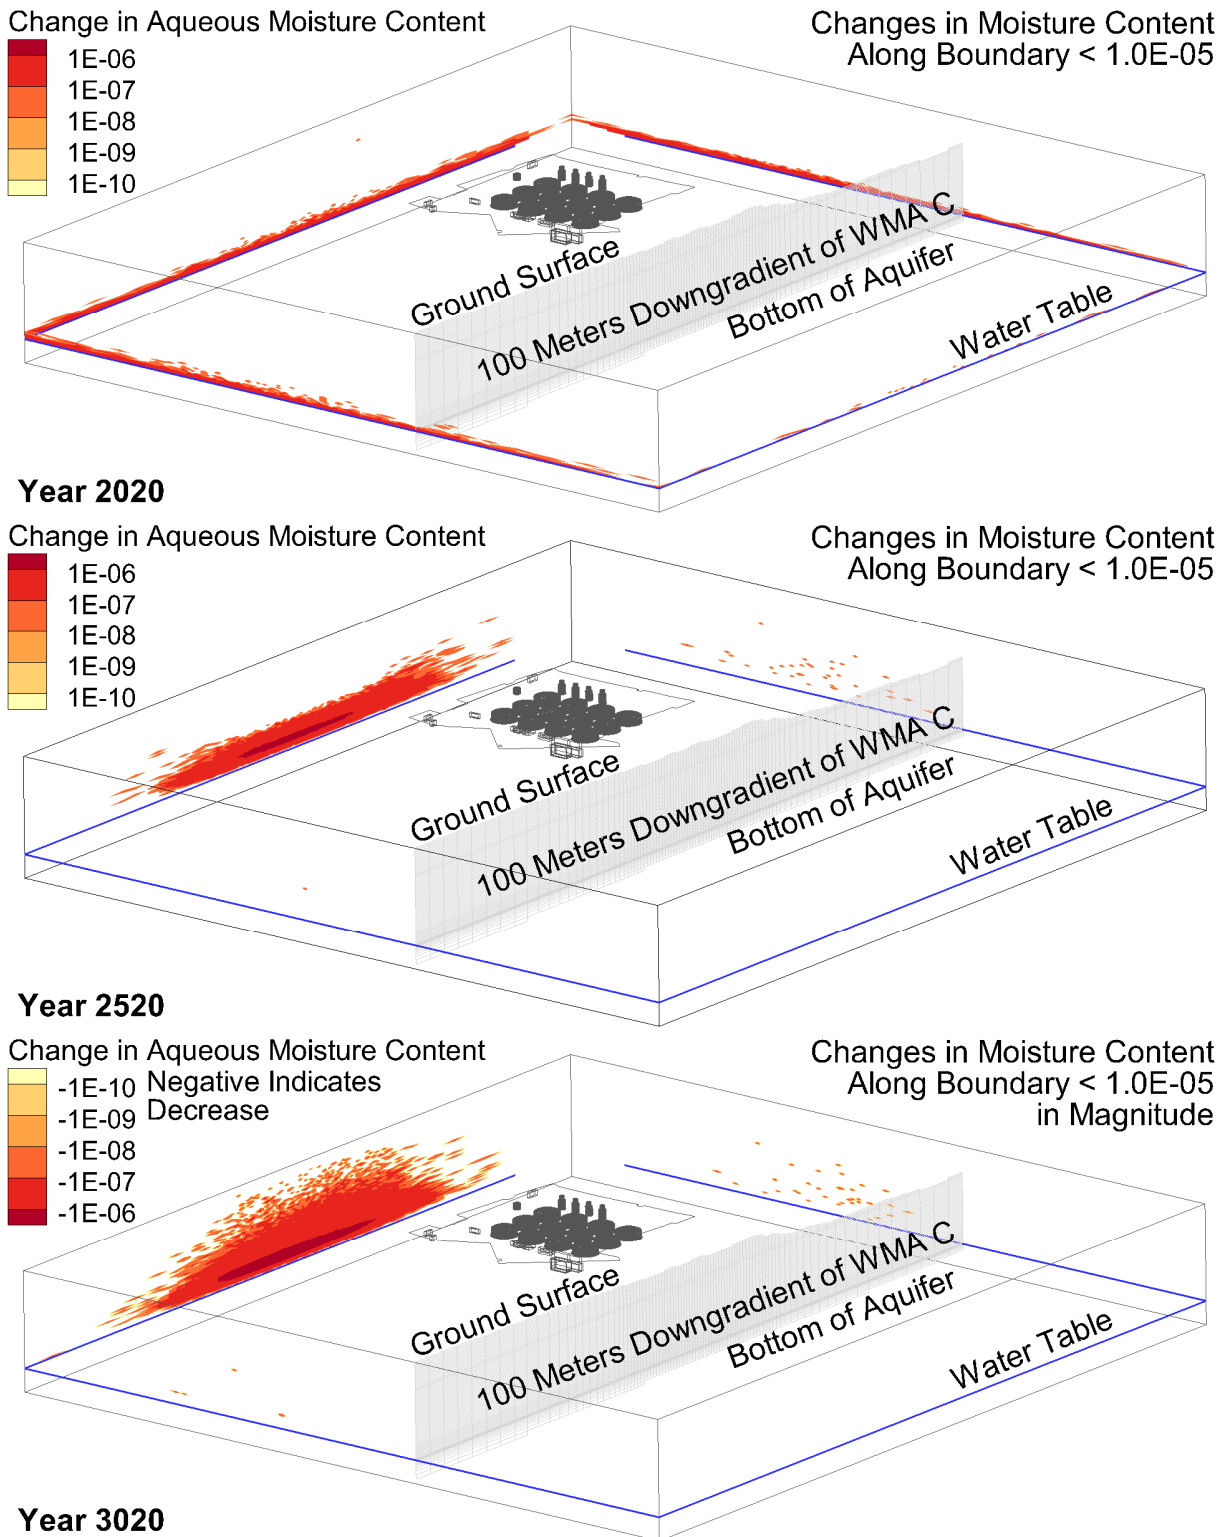 Change in Aqueous Moisture Content
1E-06
1E-07
1E-08
1E-09
1E-10
Changes in Moisture Content
Along Boundary < 1.0E-05
Ground Surface
100 Meters Downgradient of WMA C
Bottom of Aquifer
Water Table
Year 2020
Change in Aqueous Moisture Content
1E-06
1E-07
1E-08
1E-09
1E-10
Changes in Moisture Content
Along Boundary < 1.0E-05
Ground Surface
100 Meters Downgradient of WMA C
Bottom of Aquifer
Water Table
Year 2520
Change in Aqueous Moisture Content
-1E-10
-1E-09
-1E-08
-1E-07
-1E-06
Negative Indicates
Decrease
Changes in Moisture Content
Along Boundary < 1.0E-05
in Magnitude
Ground Surface
100 Meters Downgradient of WMA C
Bottom of Aquifer
Water Table
Year 3020